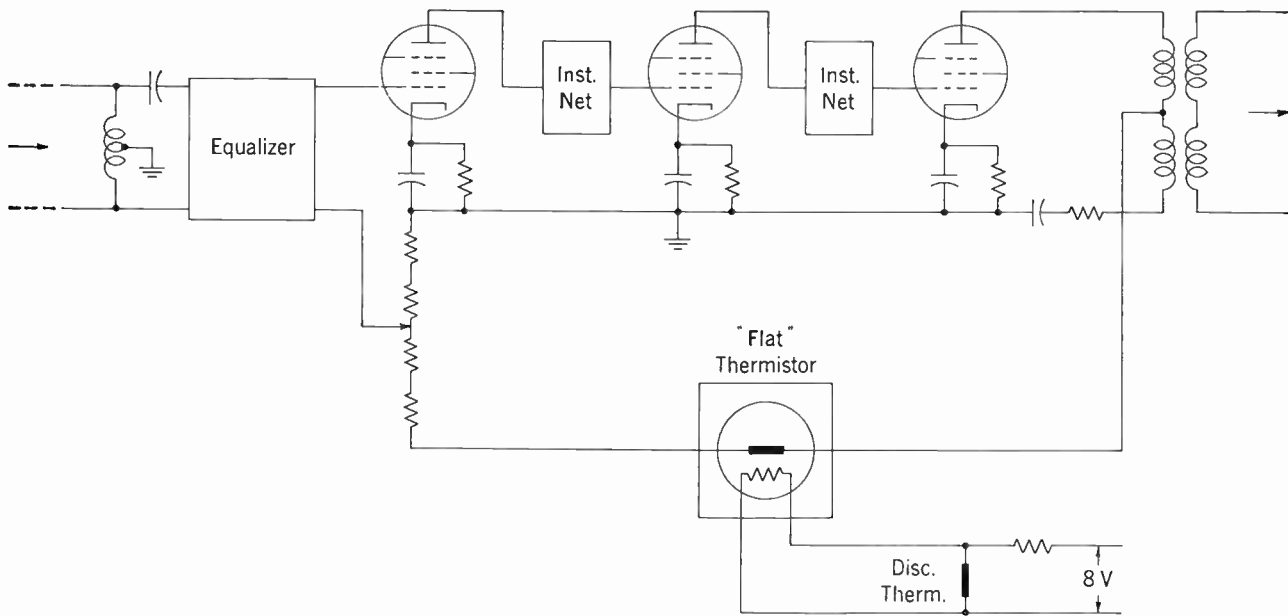 Equalizer
Inst.
Net
Inst.
Net
"Flat"
Thermistor
Disc.
Therm.
8 V